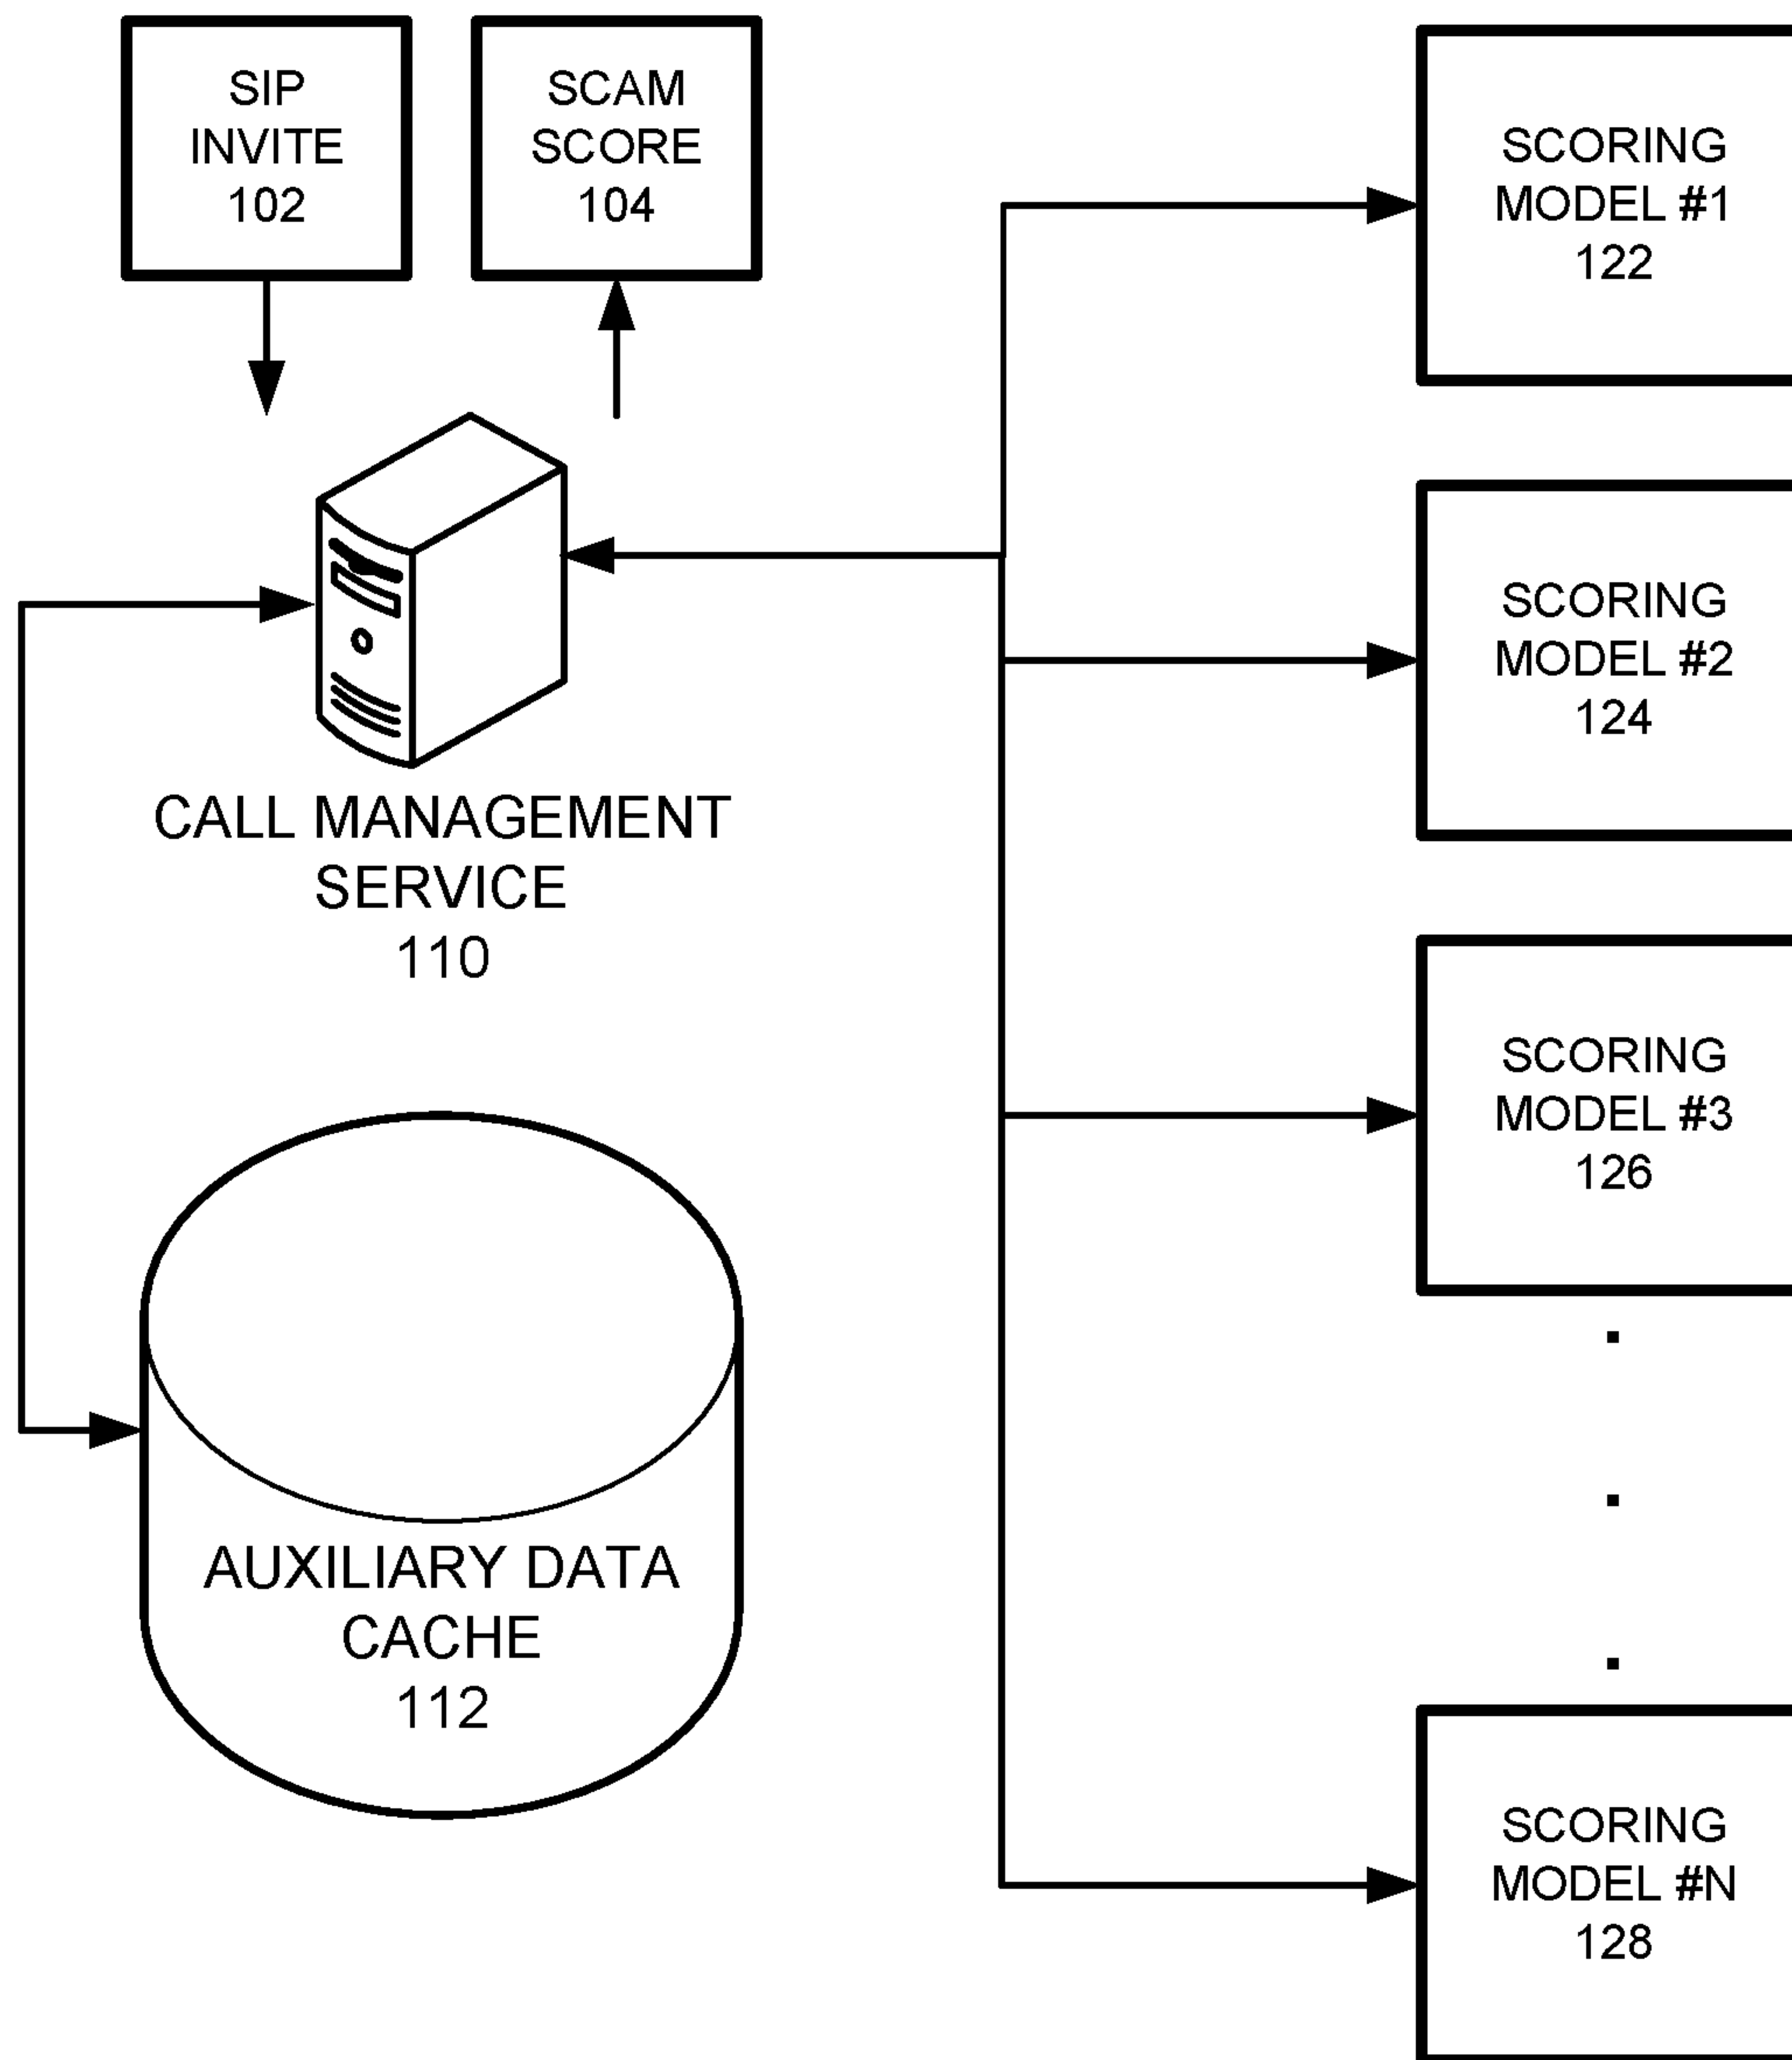 SIP
INVITE
102
SCAM
SCORE
104
CALL MANAGEMENT
SERVICE
110
AUXILIARY DATA
CACHE
112
SCORING
MODEL #1
122
SCORING
MODEL #2
124
SCORING
MODEL #3
126
SCORING
MODEL #N
128